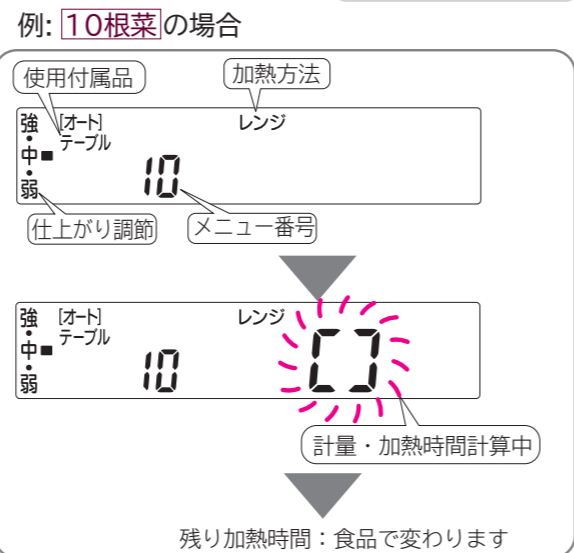 例: 10根菜の場合
使用付属品
加熱方法
強・中・弱
[オート]
レンジ
テーブル
10
仕上がり調節
メニュー番号
強・中・弱
[オート]
レンジ
テーブル
10
計量・加熱時間計算中
残り加熱時間：食品で変わります